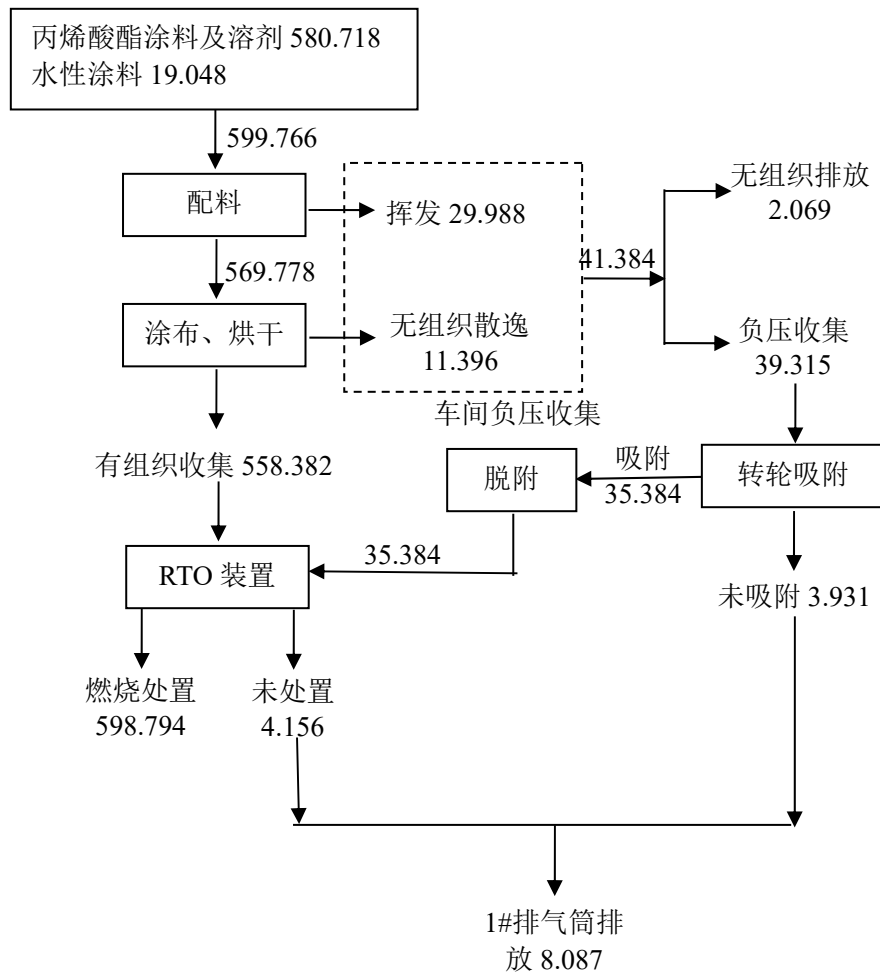 丙烯酸酯涂料及溶剂 580.718
水性涂料 19.048
599.766
配料
挥发 29.988
无组织排放
2.069
41.384
569.778
涂布、烘干
无组织散逸
11.396
负压收集
39.315
车间负压收集
有组织收集 558.382
脱附
吸附
35.384
转轮吸附
35.384
RTO 装置
未吸附 3.931
燃烧处置
598.794
未处置
4.156
1#排气筒排
放 8.087